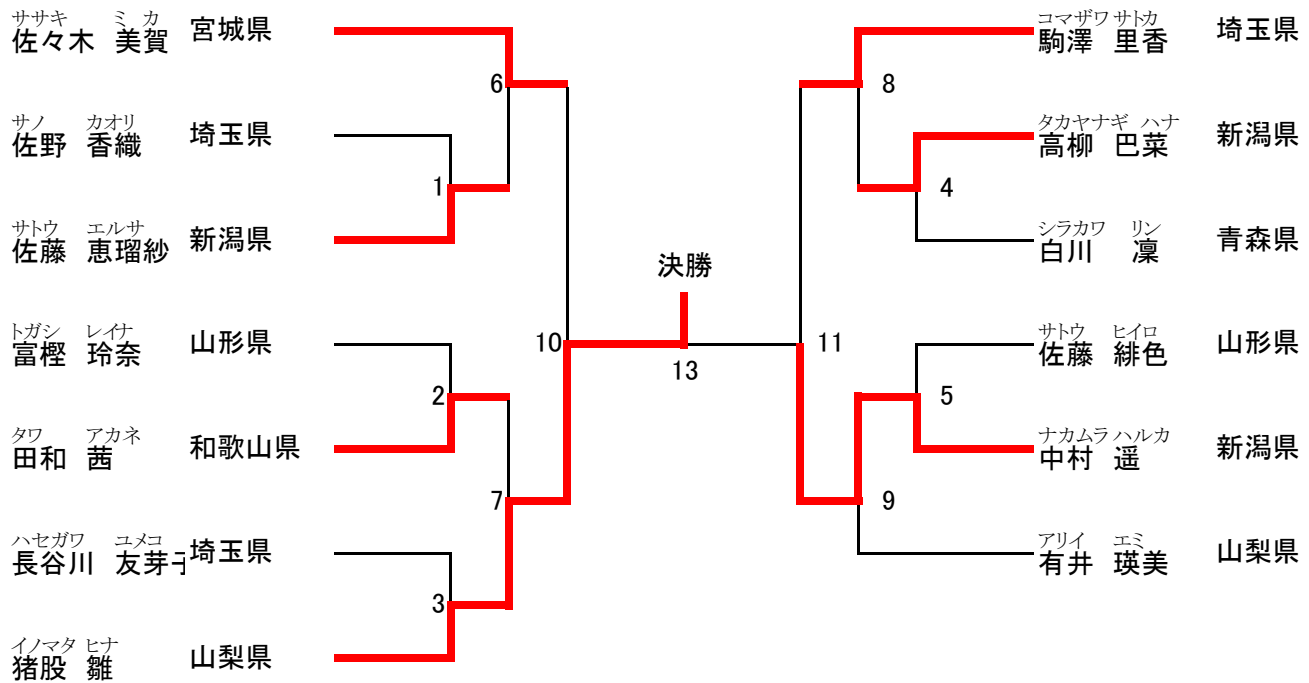 ササキ ミ カ
佐々木 美賀 宮城県
6
サノ カオリ
佐野 香織 埼玉県
1
サトウ エルサ
佐藤 恵瑠紗 新潟県
トガシ レイナ
富樫 玲奈 山形県
2
タワ アカネ
田和 茜 和歌山県
7
ハセガワ ユメコ
長谷川 友芽子 埼玉県
3
イノマタ ヒナ
猪股 雛 山梨県
10
決勝
13
11
コマザワ サトカ
駒澤 里香 埼玉県
8
タカヤナギ ハナ
高柳 巴菜 新潟県
4
シラカワ リン
白川 凜 青森県
サトウ ヒイロ
佐藤 緋色 山形県
5
ナカムラ ハルカ
中村 遥 新潟県
9
アリイ エミ
有井 瑛美 山梨県